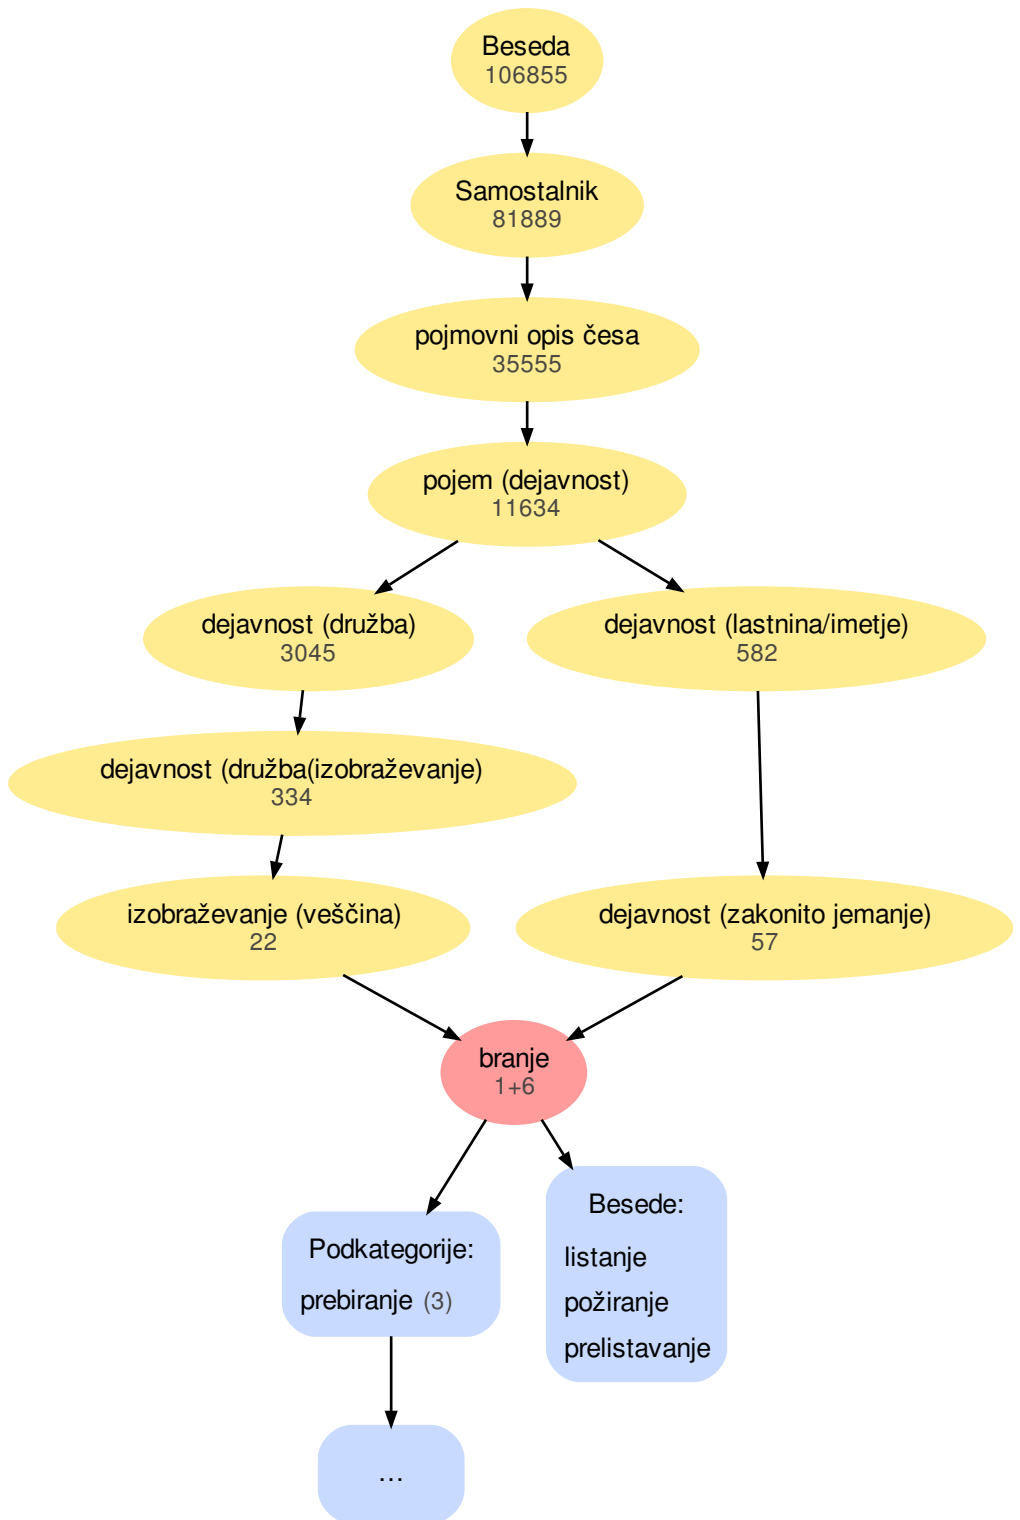 Beseda
106855
Samostalnik
81889
pojmovni opis česa
35555
pojem (dejavnost)
11634
dejavnost (družba)
3045
dejavnost (lastnina/imetje)
582
dejavnost (družba(izobraževanje)
334
izobraževanje (veščina)
22
dejavnost (zakonito jemanje)
57
branje
1+6
Podkategorije:
prebiranje (3)
Besede:
listanje
požiranje
prelistavanje
...